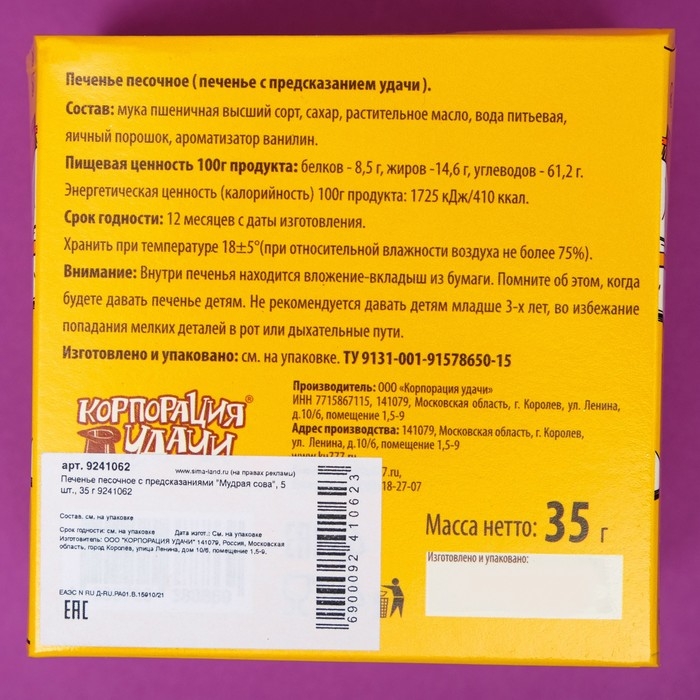 Печенье песочное ( печенье с предсказанием удачи ).
Состав: мука пшеничная высший сорт, сахар, растительное масло, вода питьевая,
яичный порошок, ароматизатор ванилин.
Пищевая ценность 100г продукта: белков - 8,5 г, жиров -14,6 г, углеводов - 61,2 г.
Энергетическая ценность (калорийность) 100г продукта: 1725 кДж/410 ккал.
Срок годности: 12 месяцев с даты изготовления.
Хранить при температуре 18±5°(при относительной влажности воздуха не более 75%).
Внимание: Внутри печенья находится вложение-вкладыш из бумаги. Помните об этом, когда
будете давать печенье детям. Не рекомендуется давать детям младше 3-х лет, во избежание
попадания мелких деталей в рот или дыхательные пути.
Изготовлено и упаковано: см. на упаковке. ТУ 9131-001-91578650-15
КОРПОРАЦИЯ®
УДАЧИ
Производитель: ООО «Корпорация удачи»
ИНН 7715867115, 141079, Московская область, г. Королев, ул. Ленина,
д.10/6, помещение 1,5-9
Адрес производства: 141079, Московская область, г. Королев,
ул. Ленина, д.10/6, помещение 1,5-9
7.ru,
18-27-07
арт. 9241062
www.sima-land.ru (на правах рекламы)
Печенье песочное с предсказаниями "Мудрая сова", 5
шт., 35 г 9241062
Состав: см. на упаковке
Срок годности: см. на упаковке Дата изгот.: См. на упаковке
Изготовитель: ООО "КОРПОРАЦИЯ УДАЧИ" 141079, Россия, Московская
область, город Королёв, улица Ленина, дом 10/6, помещение 1,5-9.
ЕАЭС N RU Д-RU.РА01.В.15910/21
ЕАС
6900092410623
Масса нетто: 35 г
Изготовлено и упаковано: